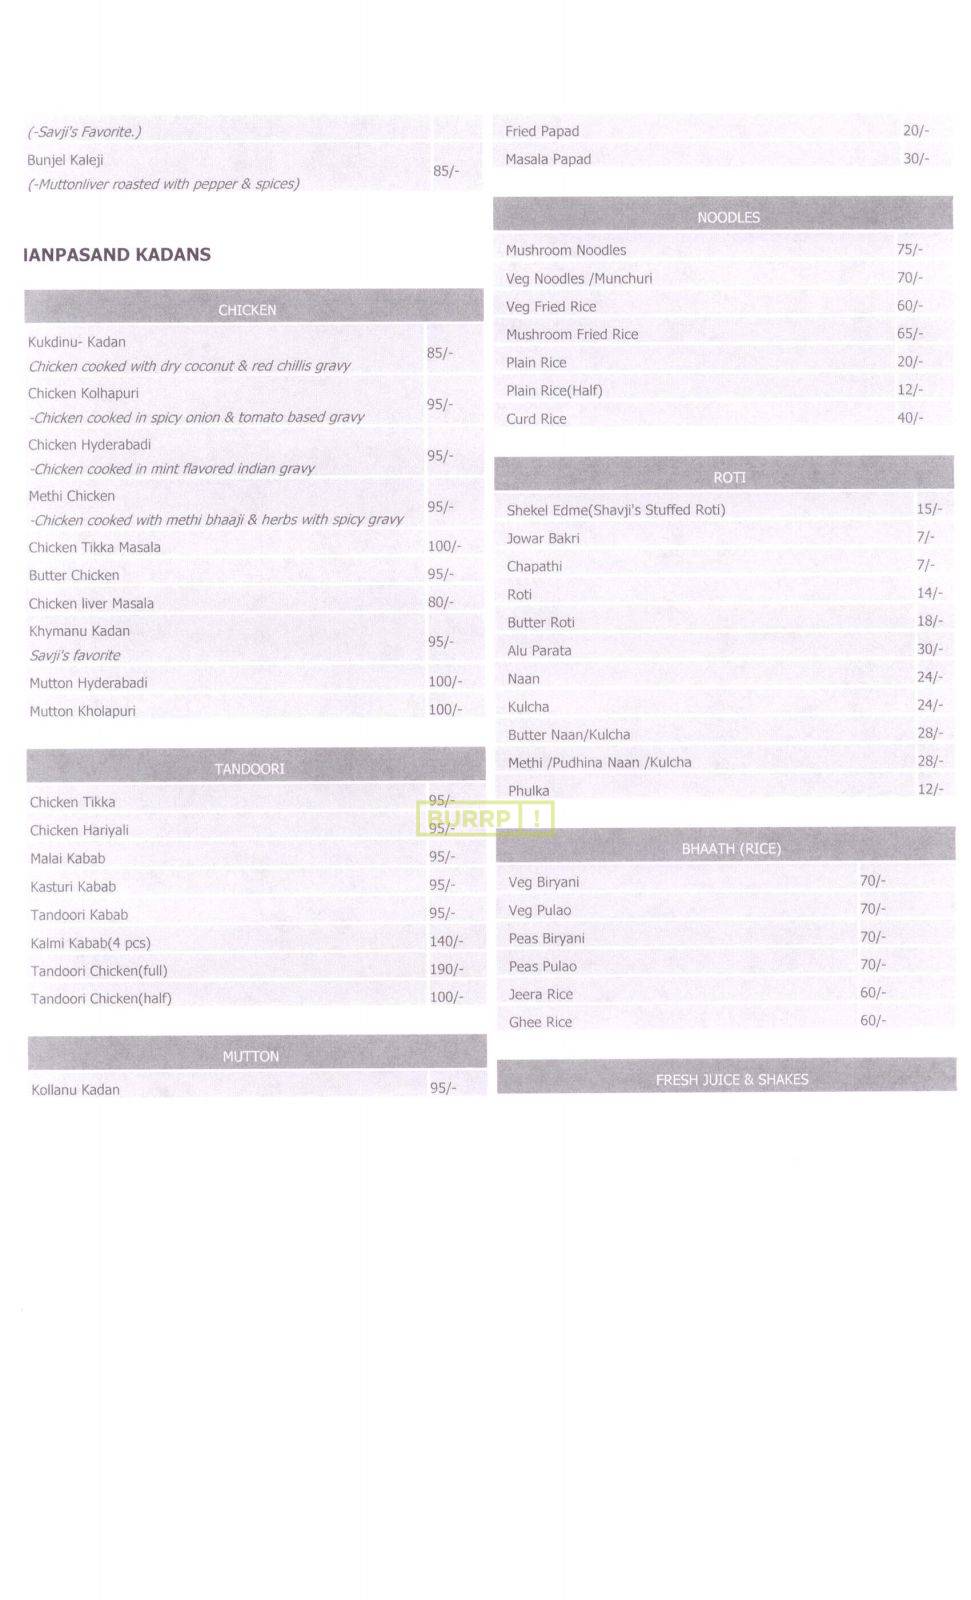 (-Savji's Favorite.)
Bunjel Kaleji
(-Muttonliver roasted with pepper & spices) 85/-
IANPASAND KADANS
CHICKEN
Kukdinu- Kadan
Chicken cooked with dry coconut & red chillis gravy 85/-
Chicken Kolhapuri
-Chicken cooked in spicy onion & tomato based gravy 95/-
Chicken Hyderabadi
-Chicken cooked in mint flavored indian gravy 95/-
Methi Chicken
-Chicken cooked with methi bhaaji & herbs with spicy gravy 95/-
Chicken Tikka Masala 100/-
Butter Chicken 95/-
Chicken liver Masala 80/-
Khymanu Kadan
Savji's favorite 95/-
Mutton Hyderabadi 100/-
Mutton Kholapuri 100/-
TANDOORI
Chicken Tikka 95/-
Chicken Hariyali 95/-
Malai Kabab 95/-
Kasturi Kabab 95/-
Tandoori Kabab 95/-
Kalmi Kabab(4 pcs) 140/-
Tandoori Chicken(full) 190/-
Tandoori Chicken(half) 100/-
MUTTON
Kollanu Kadan 95/-
Fried Papad 20/-
Masala Papad 30/-
NOODLES
Mushroom Noodles 75/-
Veg Noodles /Munchuri 70/-
Veg Fried Rice 60/-
Mushroom Fried Rice 65/-
Plain Rice 20/-
Plain Rice(Half) 12/-
Curd Rice 40/-
ROTI
Shekel Edme(Shavji's Stuffed Roti) 15/-
Jowar Bakri 7/-
Chapathi 7/-
Roti 14/-
Butter Roti 18/-
Alu Parata 30/-
Naan 24/-
Kulcha 24/-
Butter Naan/Kulcha 28/-
Methi /Pudhina Naan /Kulcha 28/-
Phulka 12/-
BHAATH (RICE)
Veg Biryani 70/-
Veg Pulao 70/-
Peas Biryani 70/-
Peas Pulao 70/-
Jeera Rice 60/-
Ghee Rice 60/-
FRESH JUICE & SHAKES
BURRP !